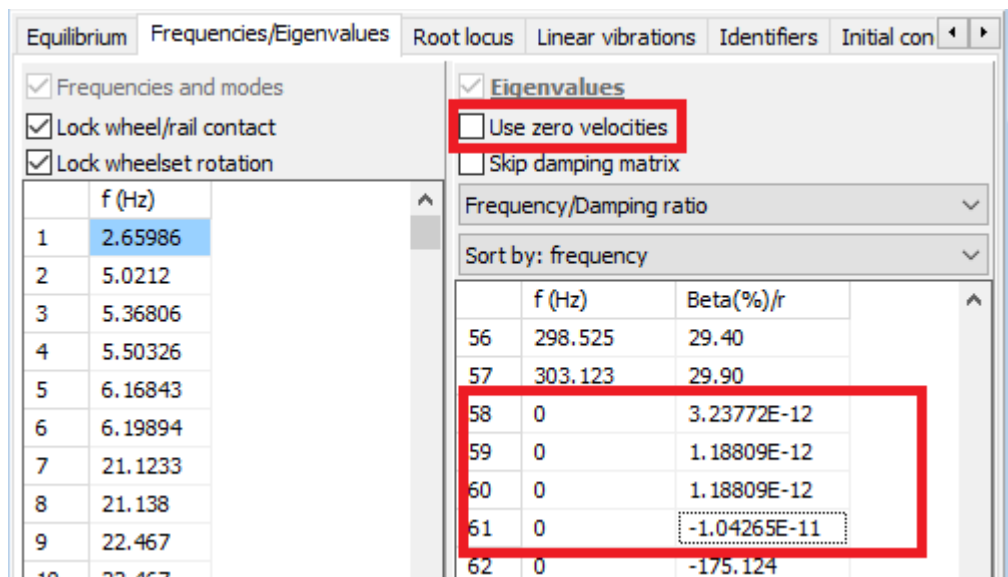 Equilibrium Frequencies/Eigenvalues Root locus Linear vibrations Identifiers Initial con
Frequencies and modes
Lock wheel/rail contact
Lock wheelset rotation
f (Hz)
1 2.65986
2 5.0212
3 5.36806
4 5.50326
5 6.16843
6 6.19894
7 21.1233
8 21.138
9 22.467
Eigenvalues
Use zero velocities
Skip damping matrix
Frequency/Damping ratio
Sort by: frequency
f (Hz) Beta(%)/r
56 298.525 29.40
57 303.123 29.90
58 0 3.23772E-12
59 0 1.18809E-12
60 0 1.18809E-12
61 0 -1.04265E-11
62 0 -175.124